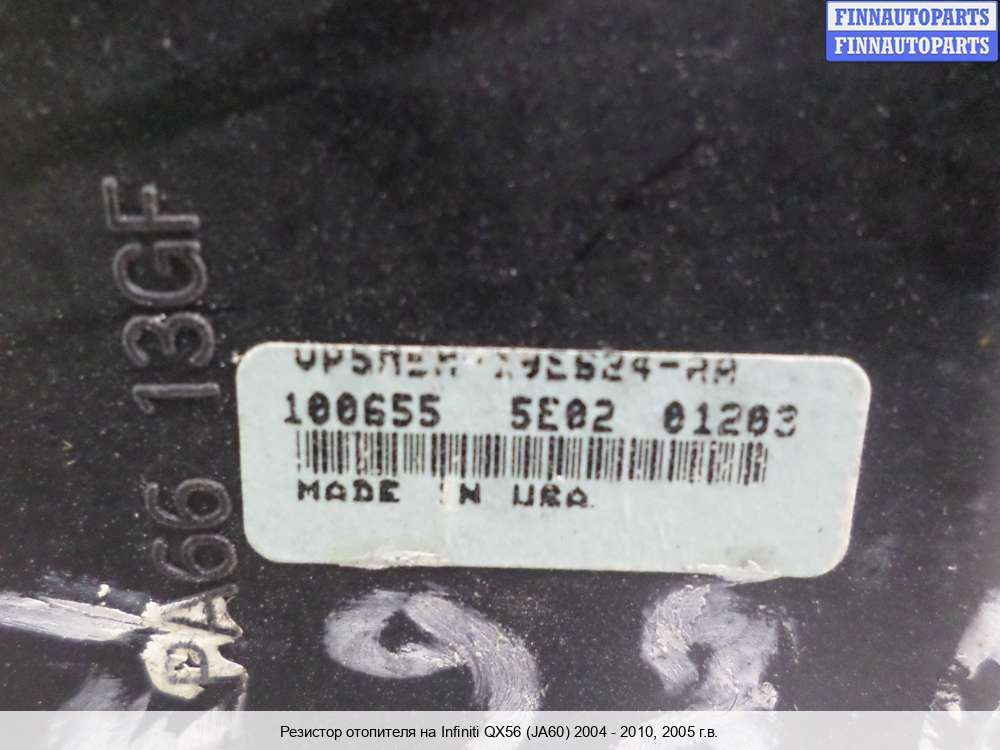 FINNAUTOPARTS
FINNAUTOPARTS
PA66 13GF
100655 5E02 01203
MADE IN USA
Резистор отопителя на Infiniti QX56 (JA60) 2004 - 2010, 2005 г.в.